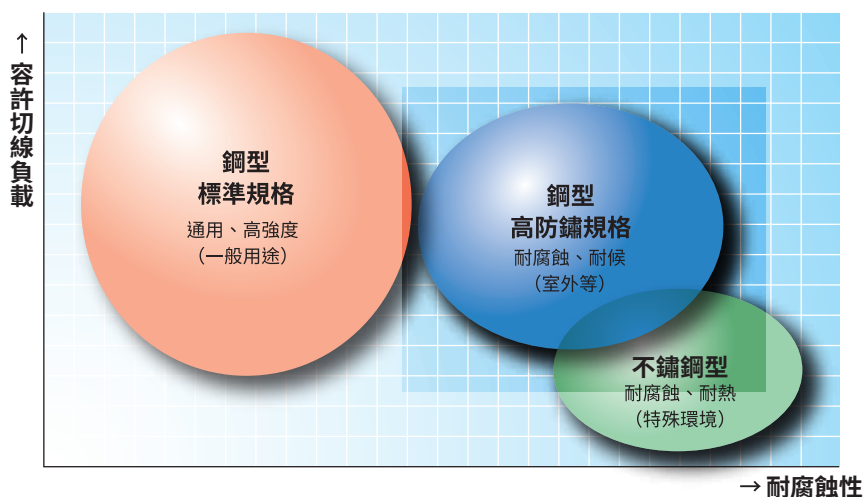 ↑容許切線負載
鋼型
標準規格
通用、高強度
（一般用途）
鋼型
高防鏽規格
耐腐蝕、耐候
（室外等）
不鏽鋼型
耐腐蝕、耐熱
（特殊環境）
→耐腐蝕性